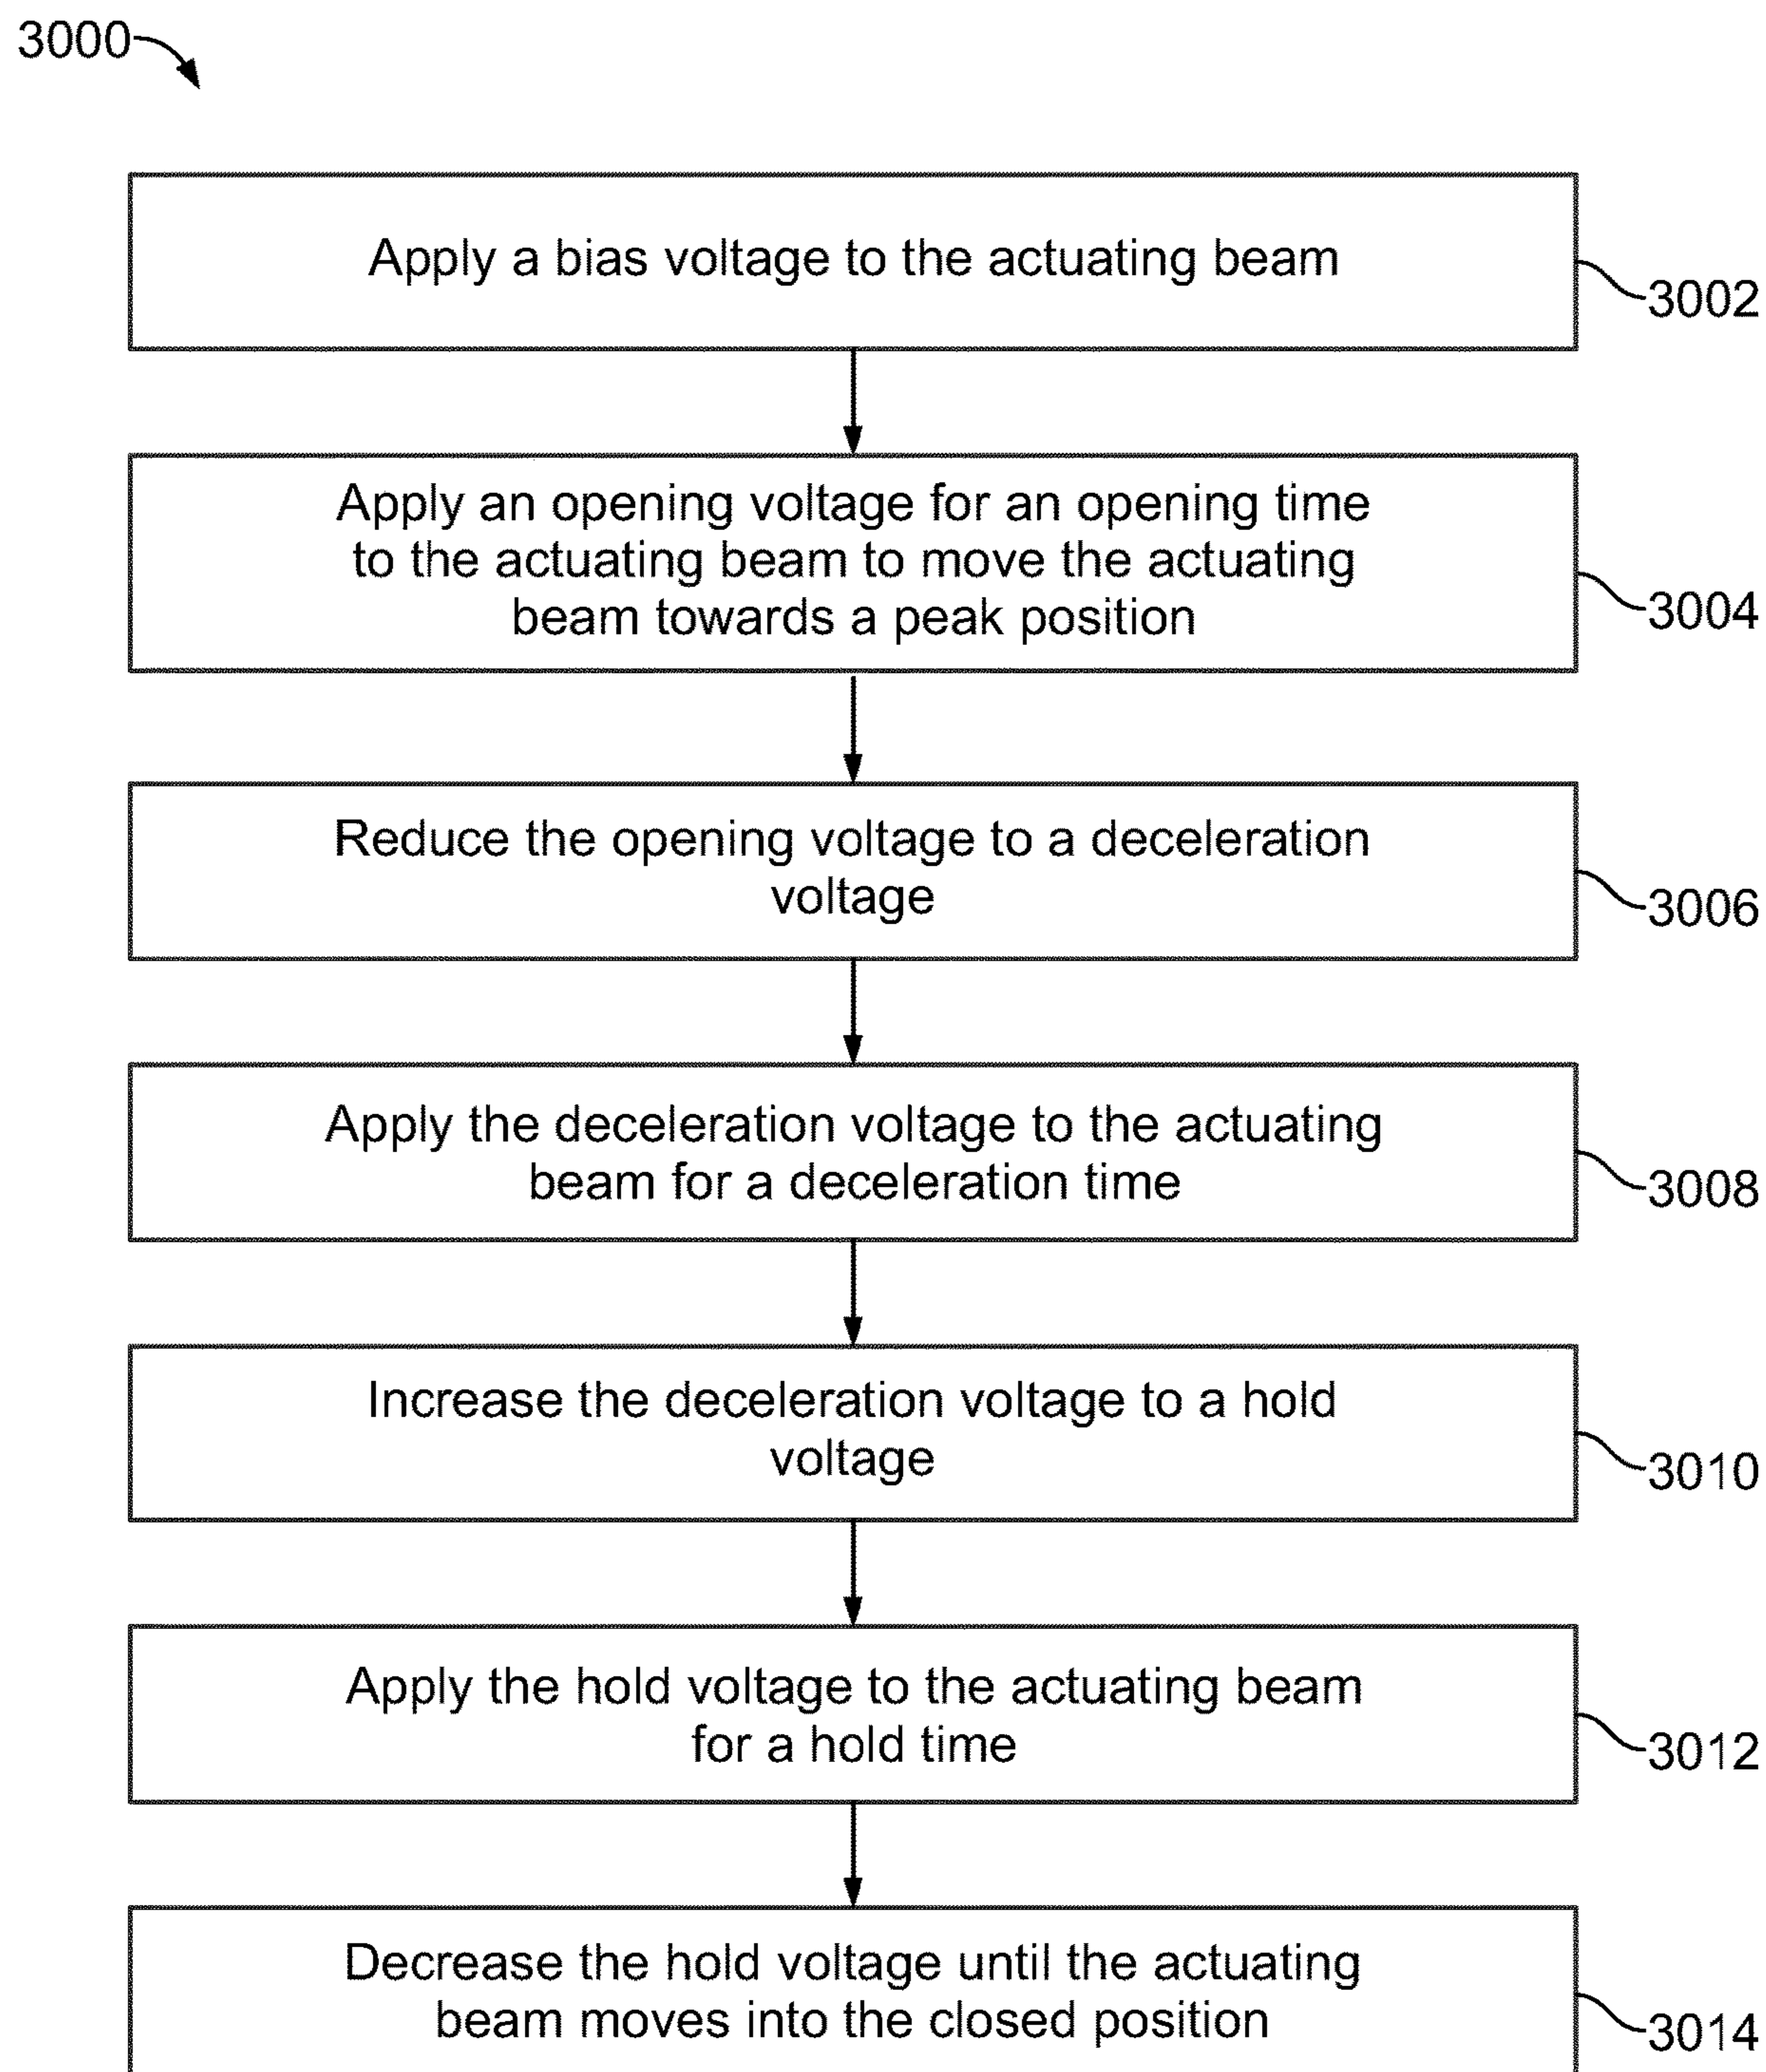 3000
Apply a bias voltage to the actuating beam
3002
Apply an opening voltage for an opening time
to the actuating beam to move the actuating
beam towards a peak position
3004
Reduce the opening voltage to a deceleration
voltage
3006
Apply the deceleration voltage to the actuating
beam for a deceleration time
3008
Increase the deceleration voltage to a hold
voltage
3010
Apply the hold voltage to the actuating beam
for a hold time
3012
Decrease the hold voltage until the actuating
beam moves into the closed position
3014